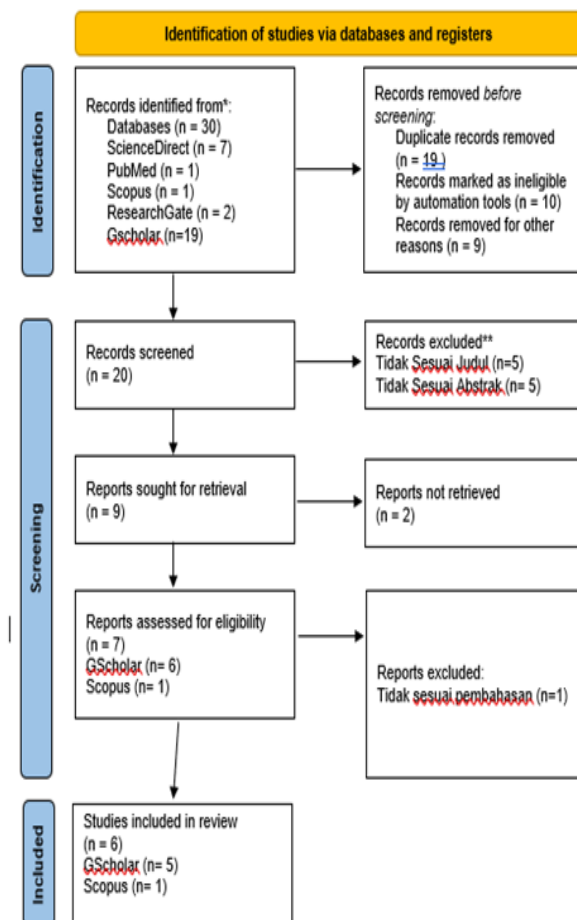 Identification of studies via databases and registers
Identification
Records identified from*:
Databases (n = 30)
ScienceDirect (n = 7)
PubMed (n = 1)
Scopus (n = 1)
ResearchGate (n = 2)
Gscholar (n=19)
Records removed before
screening:
Duplicate records removed
(n = 19 )
Records marked as ineligible
by automation tools (n = 10)
Records removed for other
reasons (n = 9)
Screening
Records screened
(n = 20)
Records excluded**
Tidak Sesuai Judul (n=5)
Tidak Sesuai Abstrak (n= 5)
Reports sought for retrieval
(n = 9)
Reports not retrieved
(n = 2)
Reports assessed for eligibility
(n = 7)
GScholar (n= 6)
Scopus (n= 1)
Reports excluded:
Tidak sesuai pembahasan (n=1)
Included
Studies included in review
(n = 6)
GScholar (n= 5)
Scopus (n= 1)